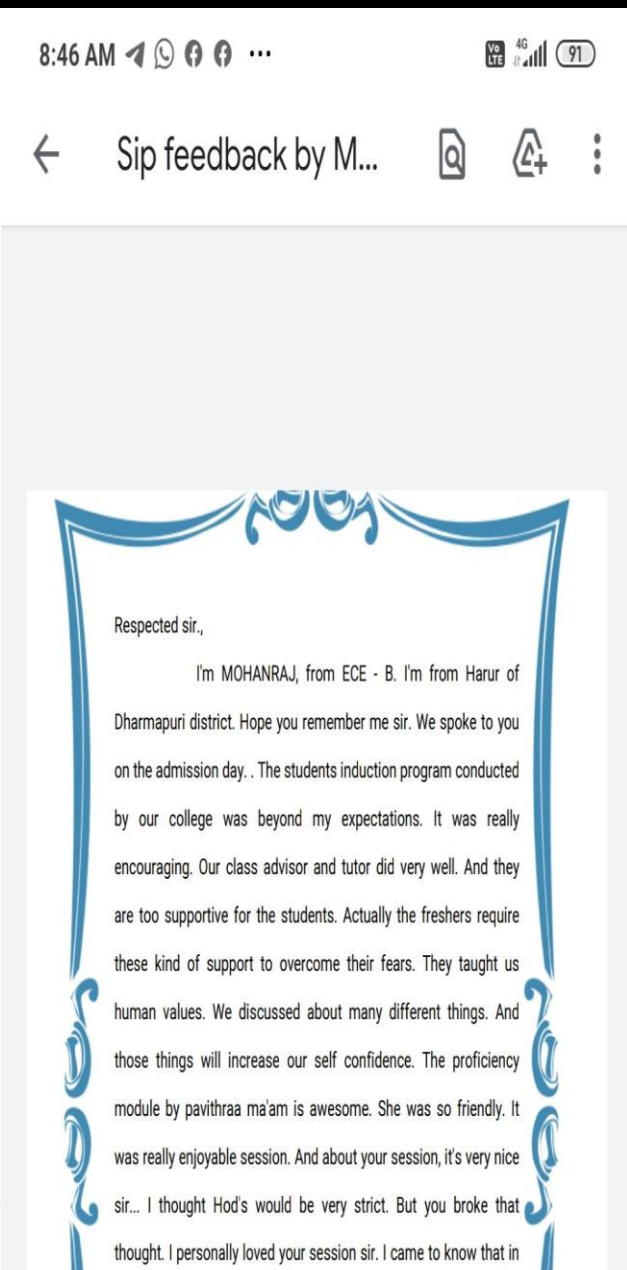 8:46 AM ... Vo LTE 4G 91
Sip feedback by M...
Respected sir.,
I'm MOHANRAJ, from ECE - B. I'm from Harur of
Dharmapuri district. Hope you remember me sir. We spoke to you
on the admission day. . The students induction program conducted
by our college was beyond my expectations. It was really
encouraging. Our class advisor and tutor did very well. And they
are too supportive for the students. Actually the freshers require
these kind of support to overcome their fears. They taught us
human values. We discussed about many different things. And
those things will increase our self confidence. The proficiency
module by pavithraa ma'am is awesome. She was so friendly. It
was really enjoyable session. And about your session, it's very nice
sir... I thought Hod's would be very strict. But you broke that
thought. I personally loved your session sir. I came to know that in